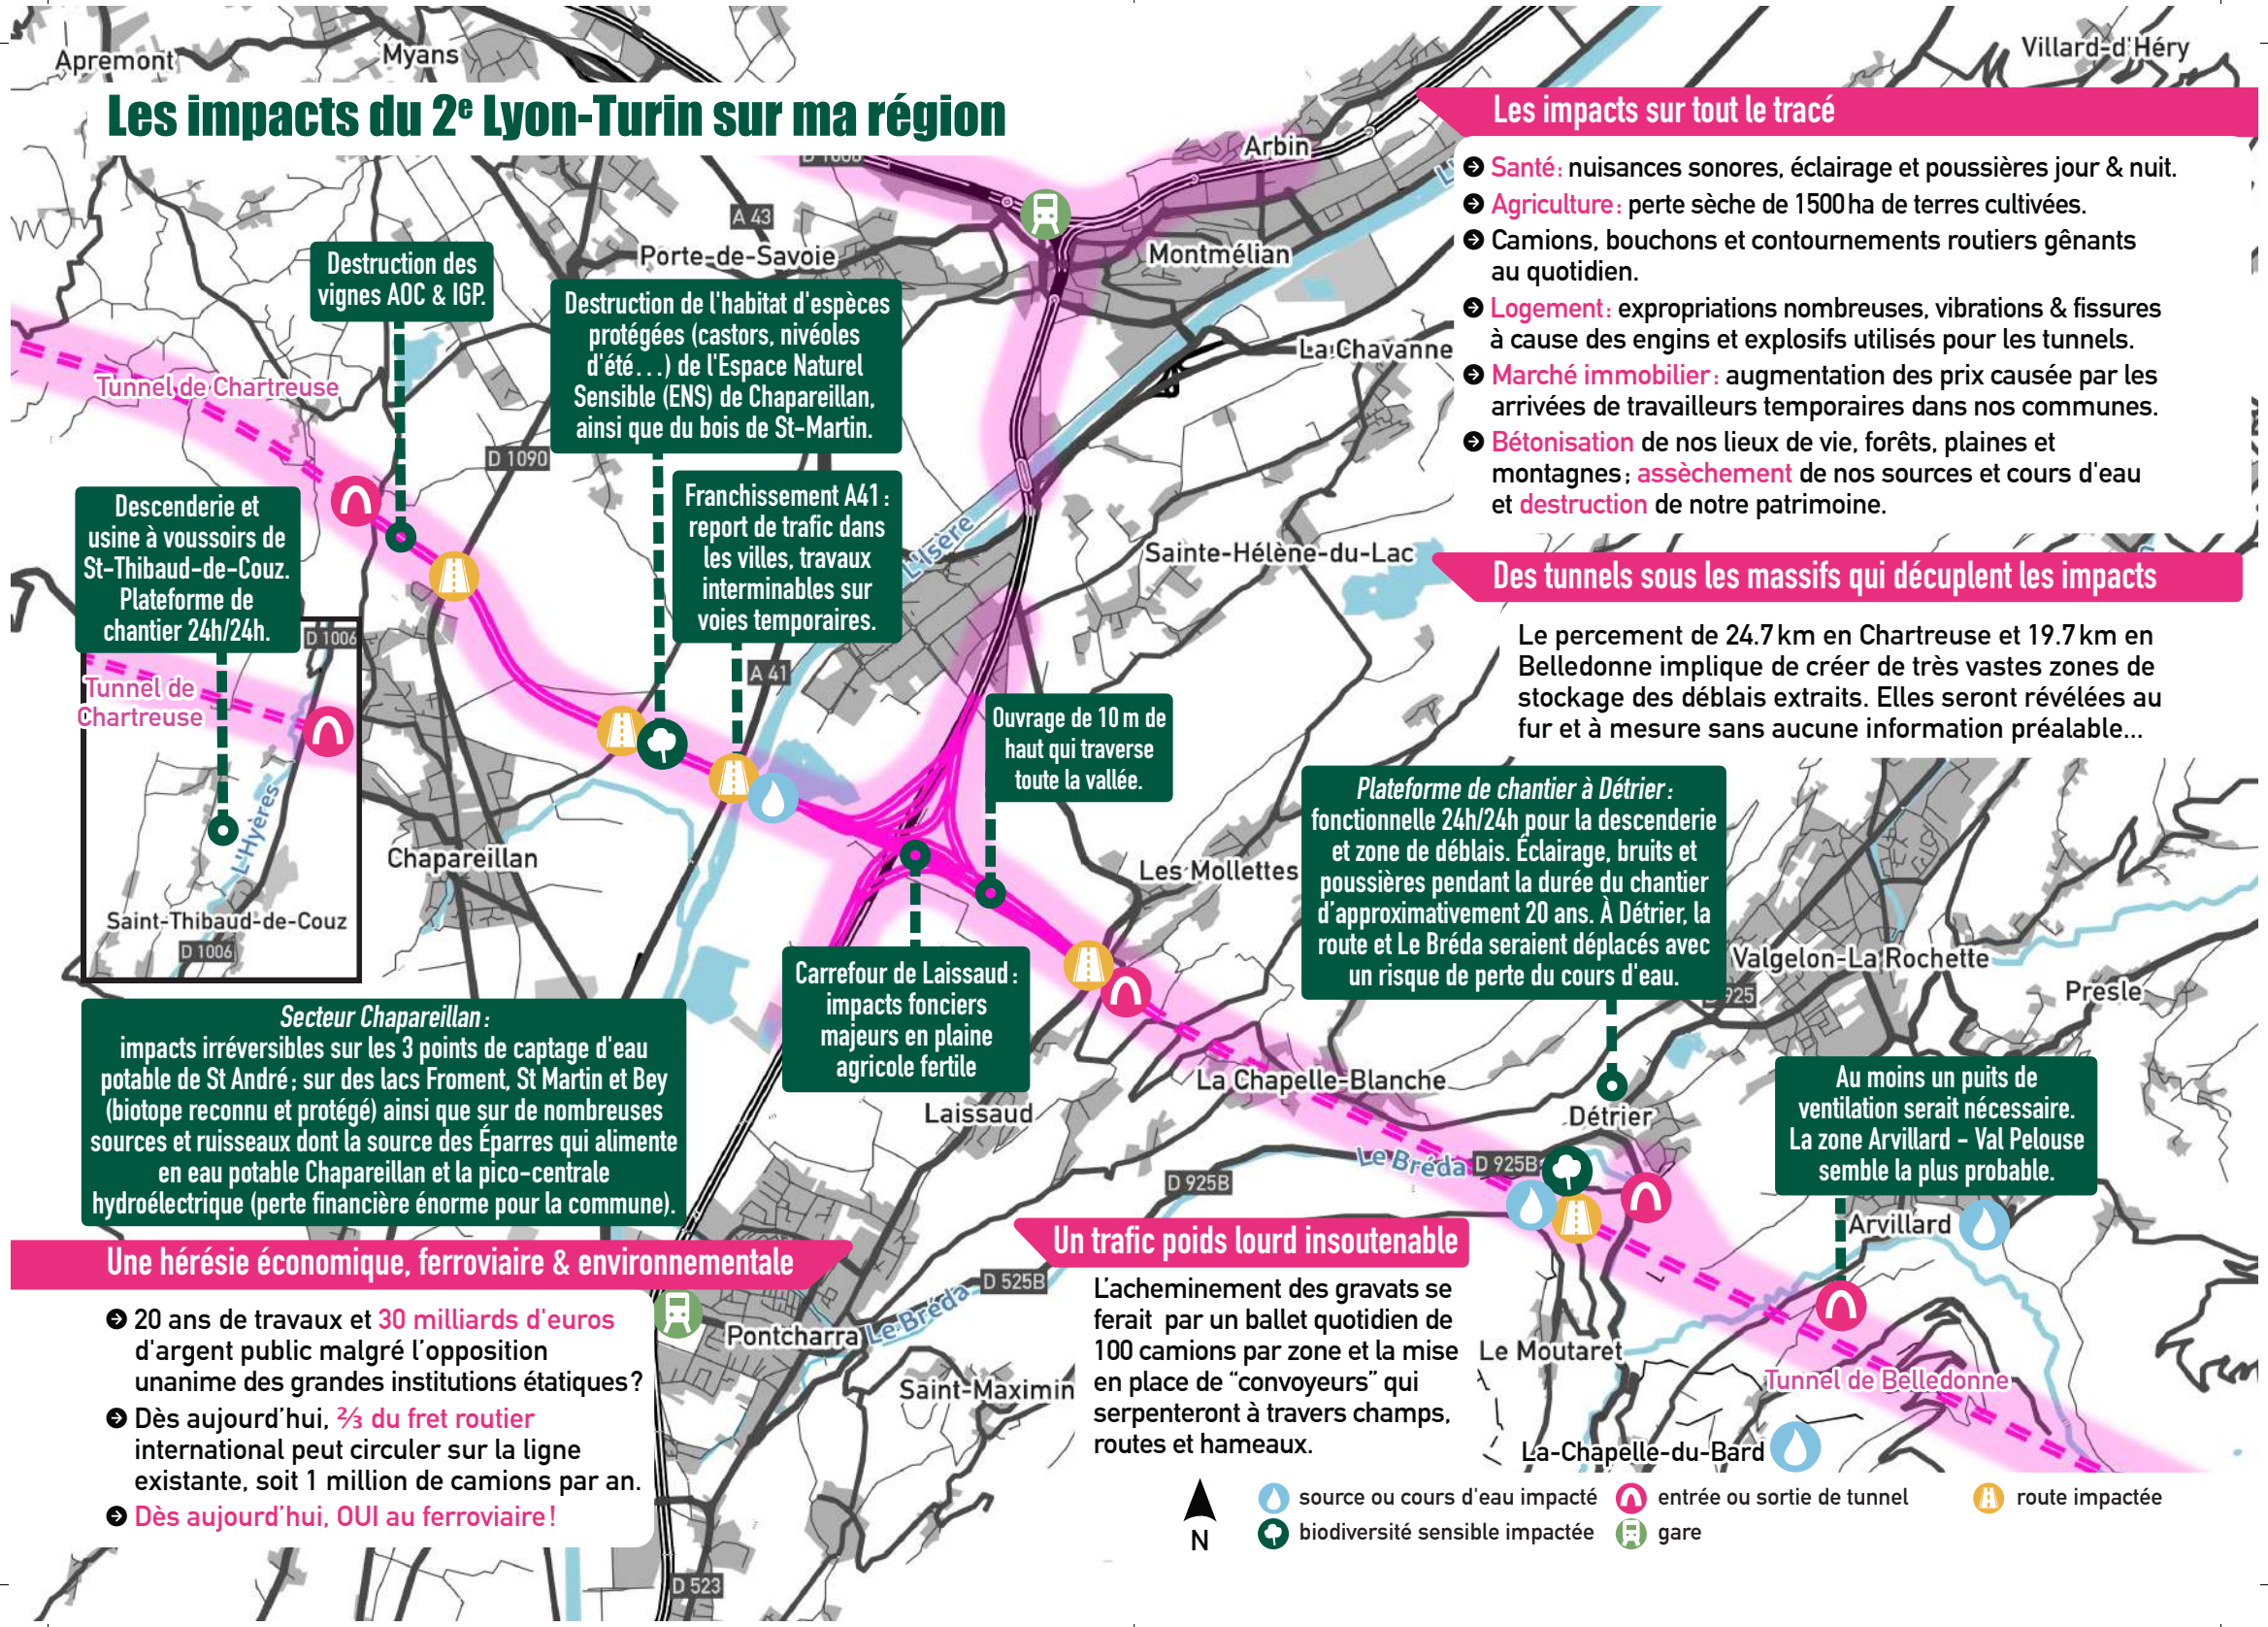 Apremont
Myans
Villard-d'Héry
Les impacts du 2e Lyon-Turin sur ma région
Les impacts sur tout le tracé
Santé : nuisances sonores, éclairage et poussières jour & nuit.
Agriculture : perte sèche de 1500 ha de terres cultivées.
Camions, bouchons et contournements routiers gênants
au quotidien.
Logement : expropriations nombreuses, vibrations & fissures
à cause des engins et explosifs utilisés pour les tunnels.
Marché immobilier : augmentation des prix causée par les
arrivées de travailleurs temporaires dans nos communes.
Bétonisation de nos lieux de vie, forêts, plaines et
montagnes ; assèchement de nos sources et cours d'eau
et destruction de notre patrimoine.
Arbin
D 1006
A 43
Porte-de-Savoie
Montmélian
La Chavanne
Destruction des
vignes AOC & IGP.
Destruction de l'habitat d'espèces
protégées (castors, nivéoles
d'été...) de l'Espace Naturel
Sensible (ENS) de Chapareillan,
ainsi que du bois de St-Martin.
Tunnel de Chartreuse
D 1090
Franchissement A41 :
report de trafic dans
les villes, travaux
interminables sur
voies temporaires.
Descenderie et
usine à voussoirs de
St-Thibaud-de-Couz.
Plateforme de
chantier 24h/24h.
L'Isère
Sainte-Hélène-du-Lac
Des tunnels sous les massifs qui décuplent les impacts
Le percement de 24.7 km en Chartreuse et 19.7 km en
Belledonne implique de créer de très vastes zones de
stockage des déblais extraits. Elles seront révélées au
fur et à mesure sans aucune information préalable...
D 1006
A 41
Tunnel de
Chartreuse
L'Hyères
Saint-Thibaud-de-Couz
D 1006
Ouvrage de 10 m de
haut qui traverse
toute la vallée.
Plateforme de chantier à Détrier :
fonctionnelle 24h/24h pour la descenderie
et zone de déblais. Éclairage, bruits et
poussières pendant la durée du chantier
d'approximativement 20 ans. À Détrier, la
route et Le Bréda seraient déplacés avec
un risque de perte du cours d'eau.
Chapareillan
Les Mollettes
Valgelon-La Rochette
925
Presle
Carrefour de Laissaud :
impacts fonciers
majeurs en plaine
agricole fertile
Secteur Chapareillan :
impacts irréversibles sur les 3 points de captage d'eau
potable de St André ; sur des lacs Froment, St Martin et Bey
(biotope reconnu et protégé) ainsi que sur de nombreuses
sources et ruisseaux dont la source des Éparres qui alimente
en eau potable Chapareillan et la pico-centrale
hydroélectrique (perte financière énorme pour la commune).
La Chapelle-Blanche
Laissaud
Détrier
Le Bréda
D 925B
D 925B
Au moins un puits de
ventilation serait nécessaire.
La zone Arvillard - Val Pelouse
semble la plus probable.
Arvillard
Une hérésie économique, ferroviaire & environnementale
20 ans de travaux et 30 milliards d'euros
d'argent public malgré l'opposition
unanime des grandes institutions étatiques ?
Dès aujourd'hui, ⅔ du fret routier
international peut circuler sur la ligne
existante, soit 1 million de camions par an.
Dès aujourd'hui, OUI au ferroviaire !
D 525B
Le Bréda
Pontcharra
Saint-Maximin
D 523
Un trafic poids lourd insoutenable
L'acheminement des gravats se
ferait par un ballet quotidien de
100 camions par zone et la mise
en place de “convoyeurs” qui
serpenteront à travers champs,
routes et hameaux.
Le Moutaret
Tunnel de Belledonne
La-Chapelle-du-Bard
N
source ou cours d'eau impacté
entrée ou sortie de tunnel
route impactée
biodiversité sensible impactée
gare